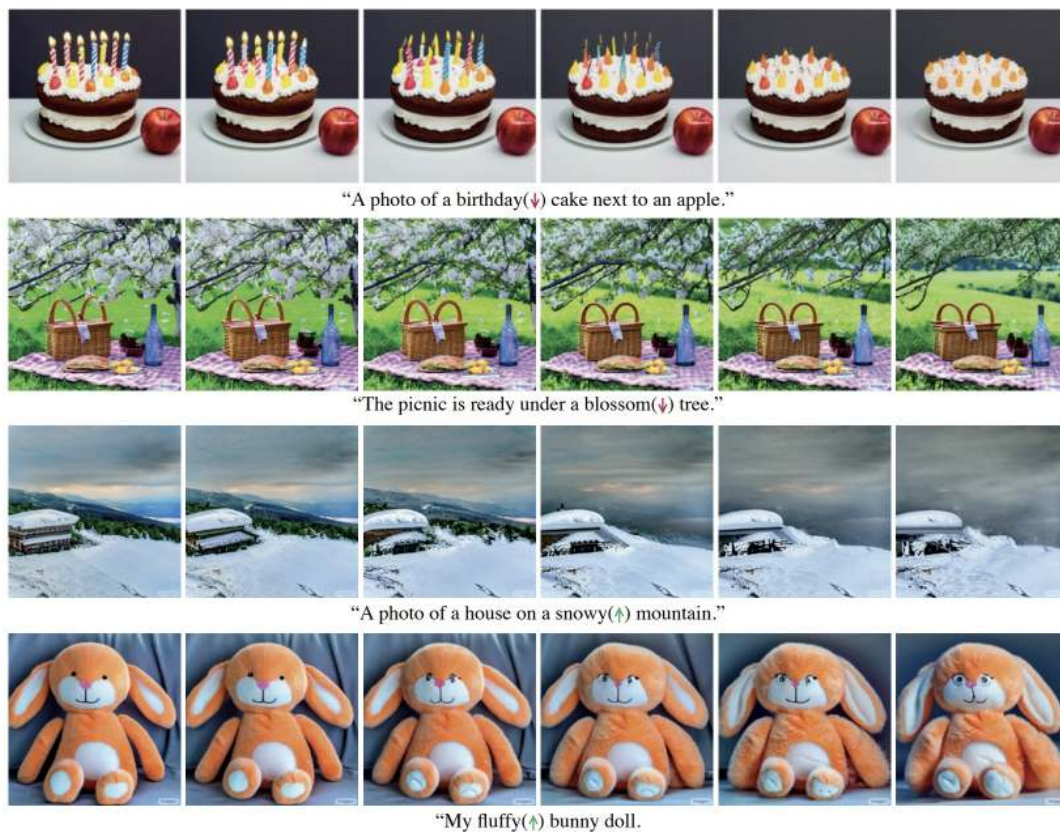 “A photo of a birthday(↓) cake next to an apple.”
“The picnic is ready under a blossom(↓) tree.”
“A photo of a house on a snowy(↑) mountain.”
“My fluffy(↑) bunny doll.